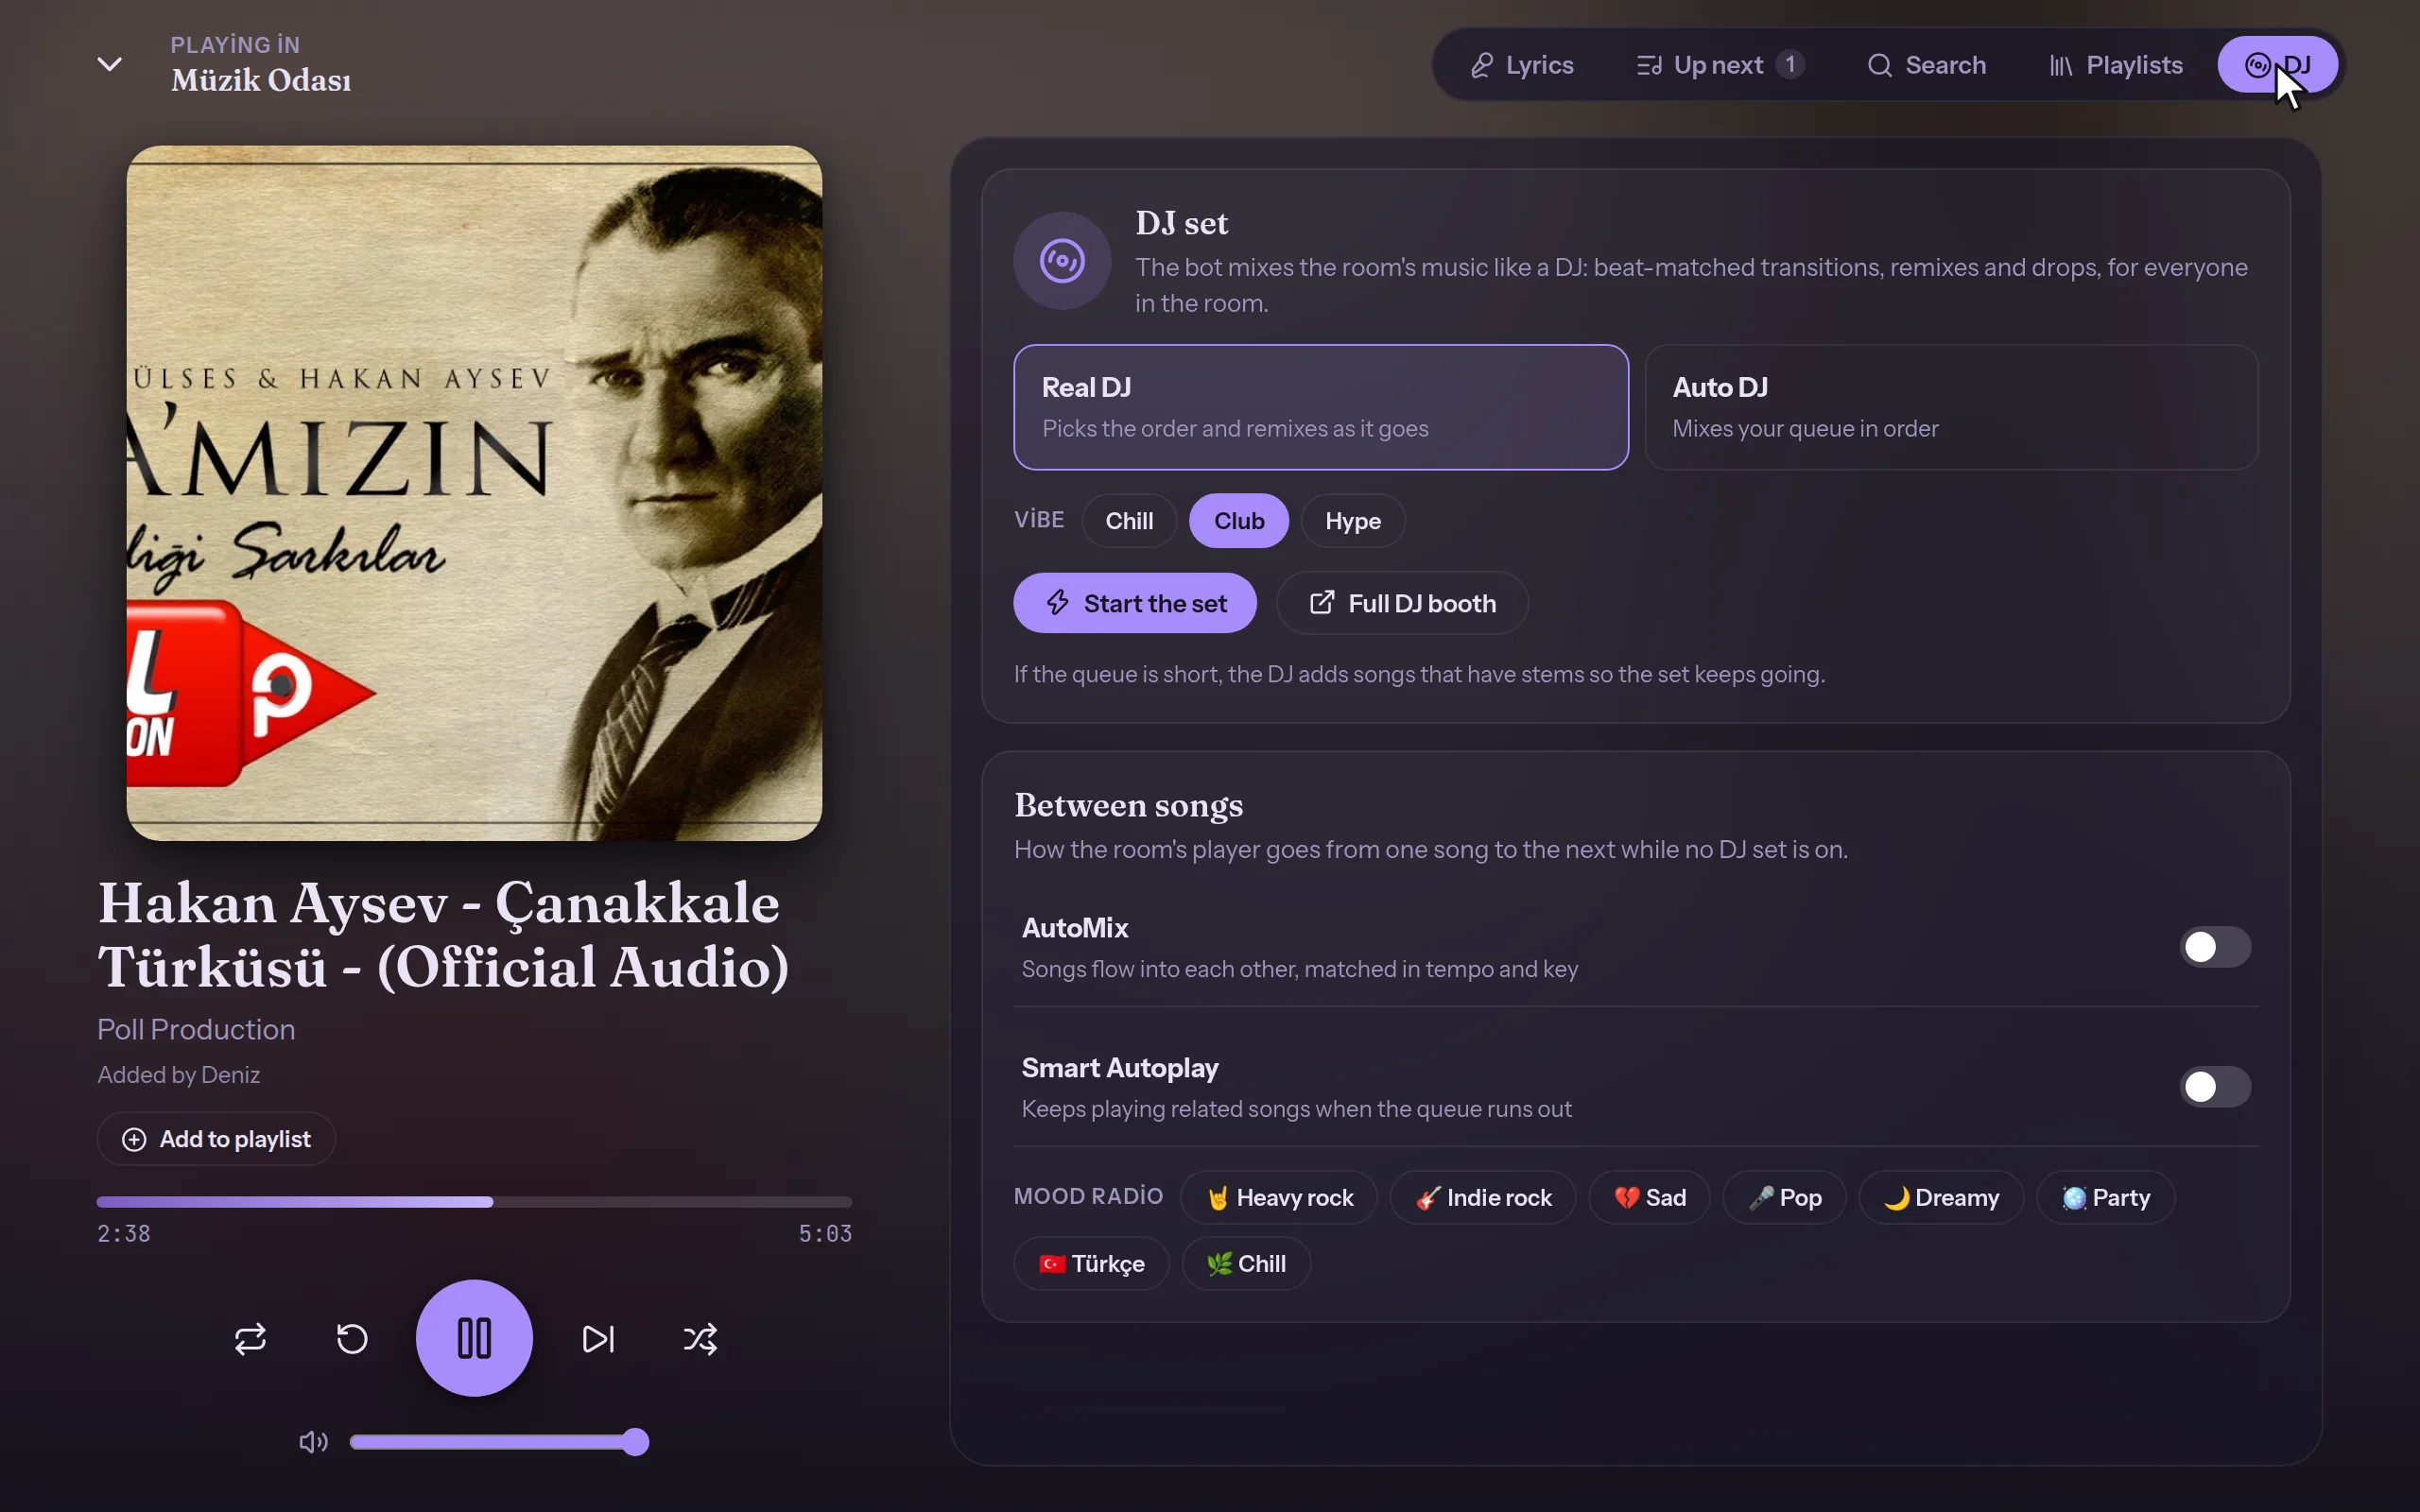 PLAYİNG İN
Müzik Odası
Lyrics
Up next 1
Search
Playlists
DJ
ÜLSES & HAKAN AYSEV
A'MIZIN
diği Şarkılar
L
ON
p
Hakan Aysev - Çanakkale
Türküsü - (Official Audio)
Poll Production
Added by Deniz
Add to playlist
2:38
5:03
DJ set
The bot mixes the room's music like a DJ: beat-matched transitions, remixes and drops, for everyone
in the room.
Real DJ
Picks the order and remixes as it goes
Auto DJ
Mixes your queue in order
VİBE
Chill
Club
Hype
Start the set
Full DJ booth
If the queue is short, the DJ adds songs that have stems so the set keeps going.
Between songs
How the room's player goes from one song to the next while no DJ set is on.
AutoMix
Songs flow into each other, matched in tempo and key
Smart Autoplay
Keeps playing related songs when the queue runs out
MOOD RADİO
🤘 Heavy rock
🎸 Indie rock
💔 Sad
🎤 Pop
🌙 Dreamy
🪩 Party
🇹🇷 Türkçe
🌿 Chill